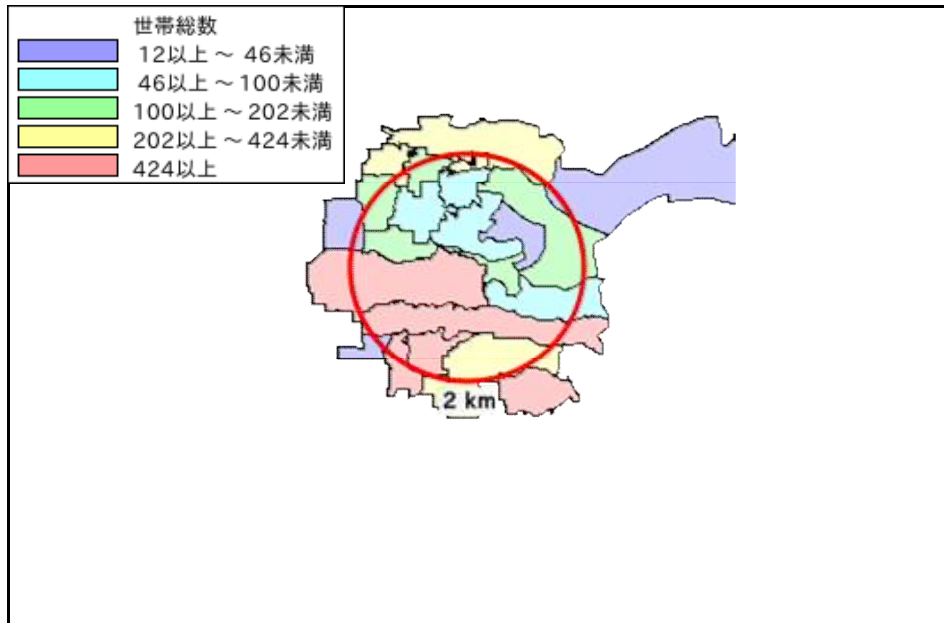 世帯総数
12以上 ～ 46未満
46以上 ～ 100未満
100以上 ～ 202未満
202以上 ～ 424未満
424以上
2 km